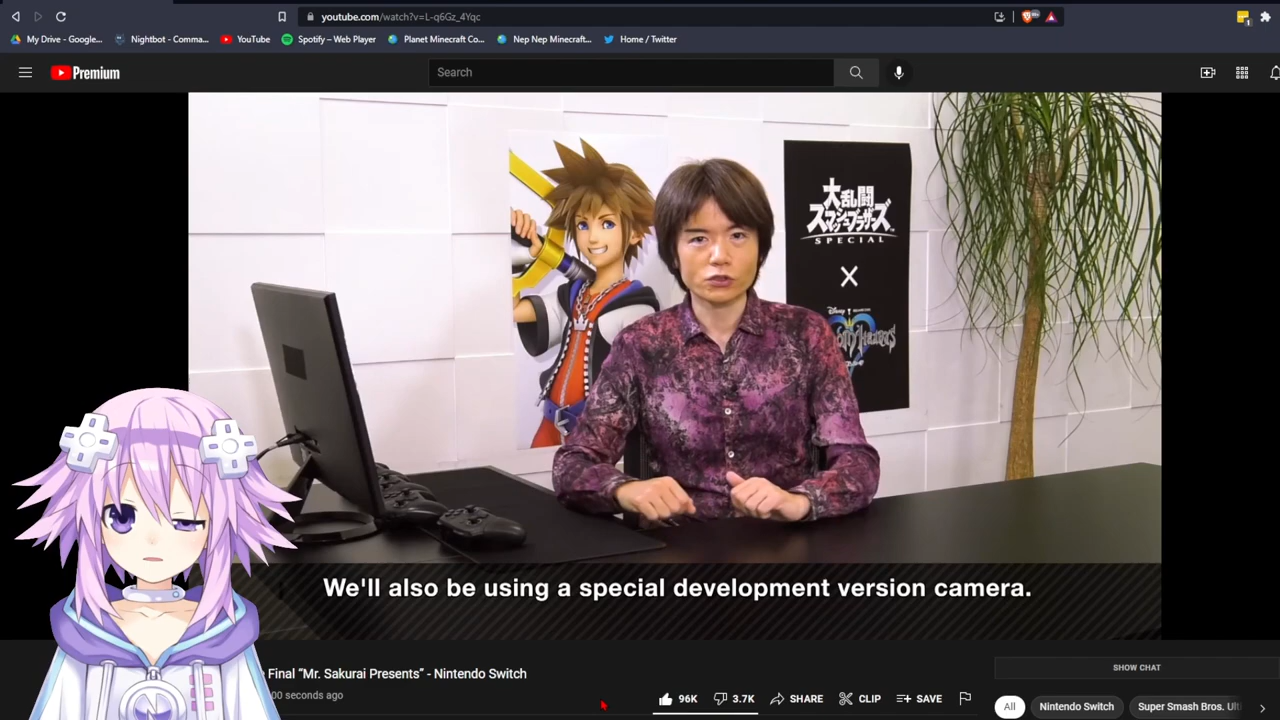 youtube.com/watch?v=L-q6Gz_4Yqc
My Drive - Google...
Nightbot - Comma...
YouTube
Spotify – Web Player
Planet Minecraft Co...
Nep Nep Minecraft...
Home / Twitter
Premium
Search
大乱闘
スマッシュブラザーズ
SPECIAL
X
Disney
We'll also be using a special development version camera.
Final “Mr. Sakurai Presents” - Nintendo Switch
00 seconds ago
96K
3.7K
SHARE
CLIP
SAVE
SHOW CHAT
All
Nintendo Switch
Super Smash Bros. Ulti